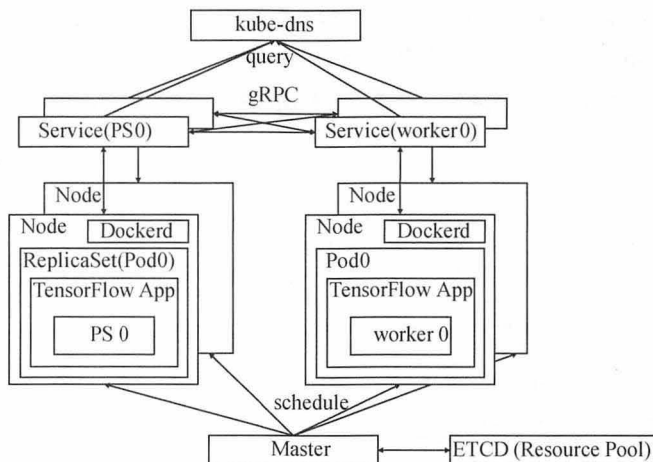 kube-dns
query
gRPC
Service(PS0) Service(worker0)
Node Node
Node Node
Dockerd Dockerd
ReplicaSet(Pod0) Pod0
TensorFlow App TensorFlow App
PS 0 worker 0
schedule
Master ETCD (Resource Pool)